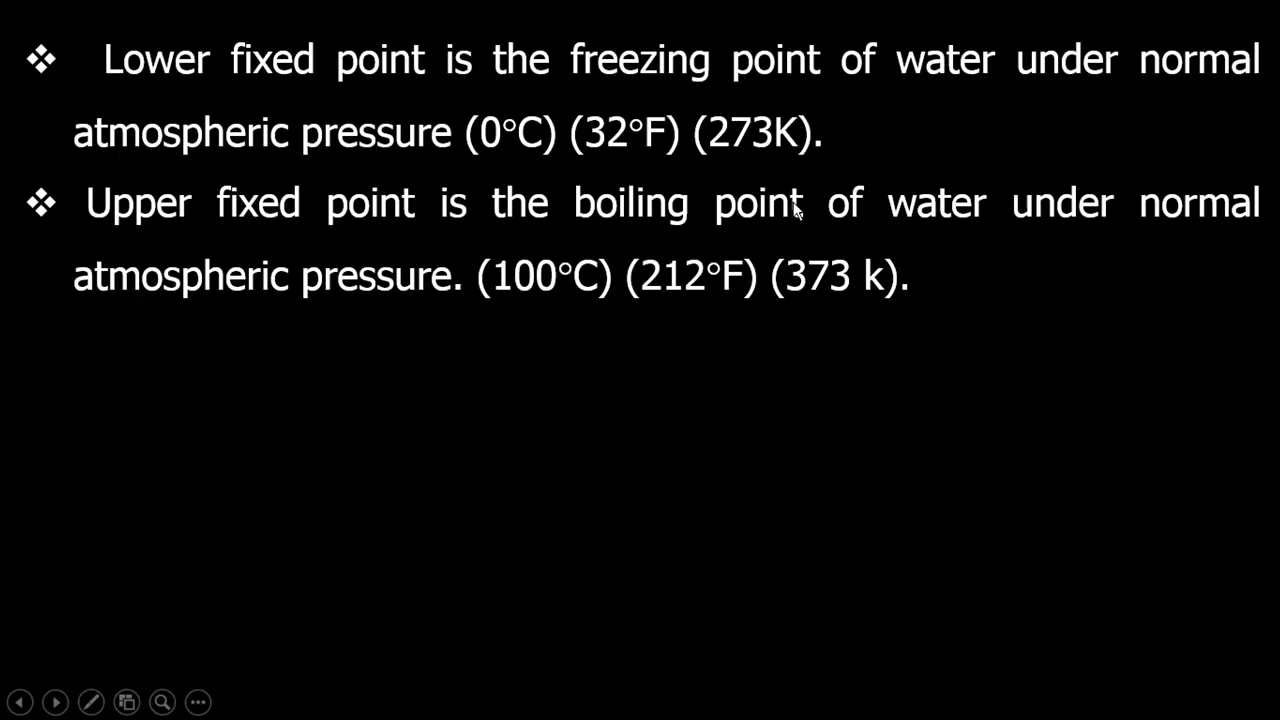 ❖ Lower fixed point is the freezing point of water under normal
atmospheric pressure (0°C) (32°F) (273K).
❖ Upper fixed point is the boiling point of water under normal
atmospheric pressure. (100°C) (212°F) (373 k).